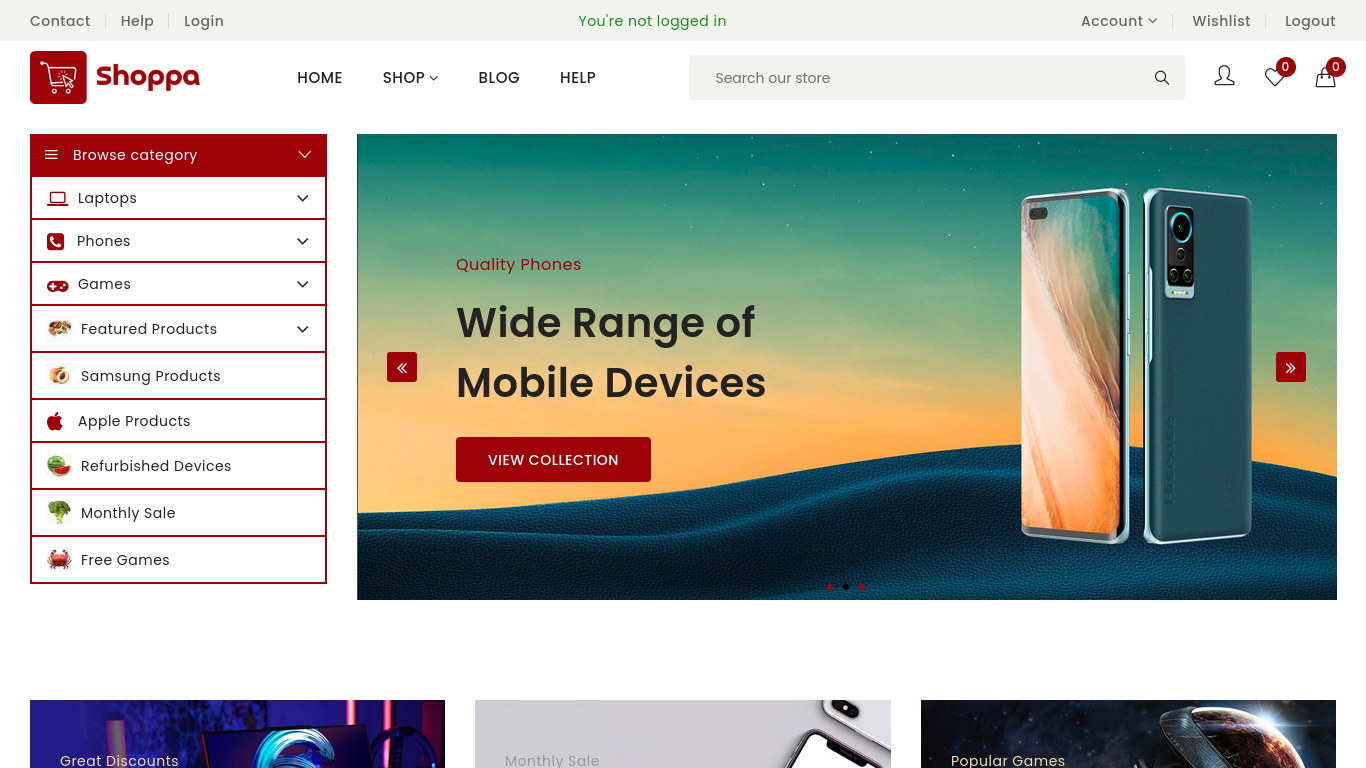 Contact
Help
Login
You're not logged in
Account
Wishlist
Logout
Shoppa
HOME
SHOP
BLOG
HELP
Search our store
0
0
Browse category
Laptops
Phones
Games
Featured Products
Samsung Products
Apple Products
Refurbished Devices
Monthly Sale
Free Games
Quality Phones
Wide Range of
Mobile Devices
VIEW COLLECTION
Hisense
Great Discounts
Monthly Sale
Popular Games